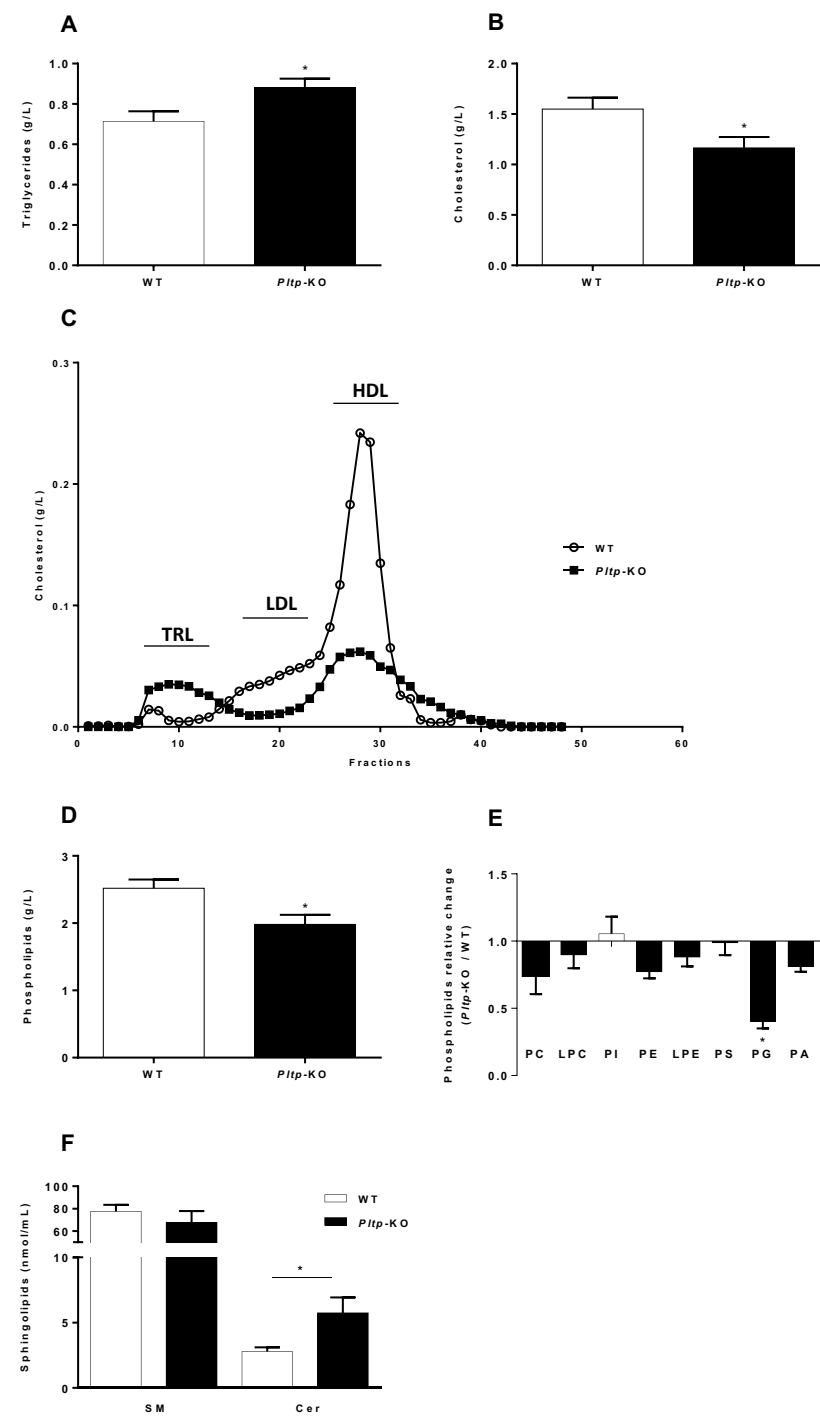 A
Triglycerides (g/L)
1.0
0.8
0.6
0.4
0.2
0.0
*
WT
Pltp-KO
B
Cholesterol (g/L)
2.0
1.5
1.0
0.5
0.0
*
WT
Pltp-KO
C
Cholesterol (g/L)
0.3
0.2
0.1
0.0
TRL
LDL
HDL
WT
Pltp-KO
0 10 20 30 40 50 60
Fractions
D
Phospholipids (g/L)
3
2
1
0
*
WT
Pltp-KO
E
Phospholipids relative change
(Pltp-KO / WT)
1.5
1.0
0.5
0.0
PC LPC PI PE LPE PS PG PA
*
F
Sphingolipids (nmol/mL)
100
80
60
10
5
0
WT
Pltp-KO
*
SM Cer